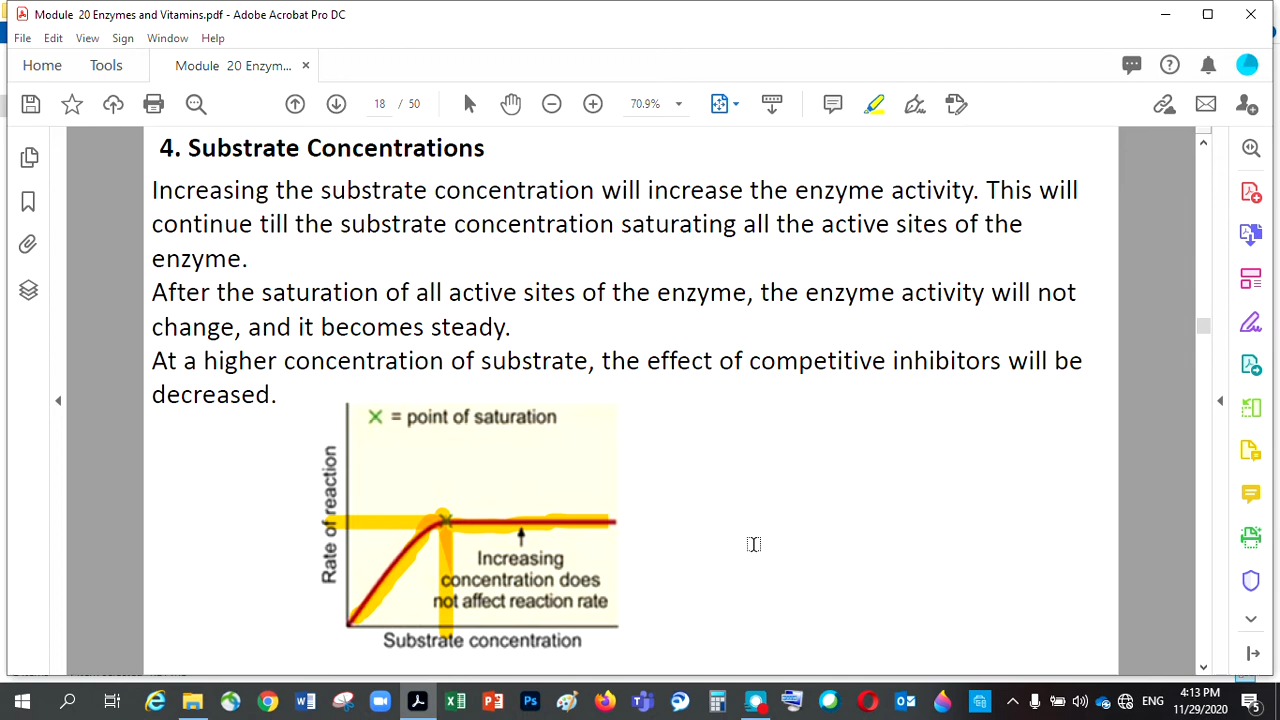 Module 20 Enzymes and Vitamins.pdf - Adobe Acrobat Pro DC
File Edit View Sign Window Help
Home Tools Module 20 Enzym... ×
18 / 50 70.9%
4. Substrate Concentrations
Increasing the substrate concentration will increase the enzyme activity. This will
continue till the substrate concentration saturating all the active sites of the
enzyme.
After the saturation of all active sites of the enzyme, the enzyme activity will not
change, and it becomes steady.
At a higher concentration of substrate, the effect of competitive inhibitors will be
decreased.
× = point of saturation
Rate of reaction
Increasing
concentration does
not affect reaction rate
Substrate concentration
ENG
4:13 PM
11/29/2020
5